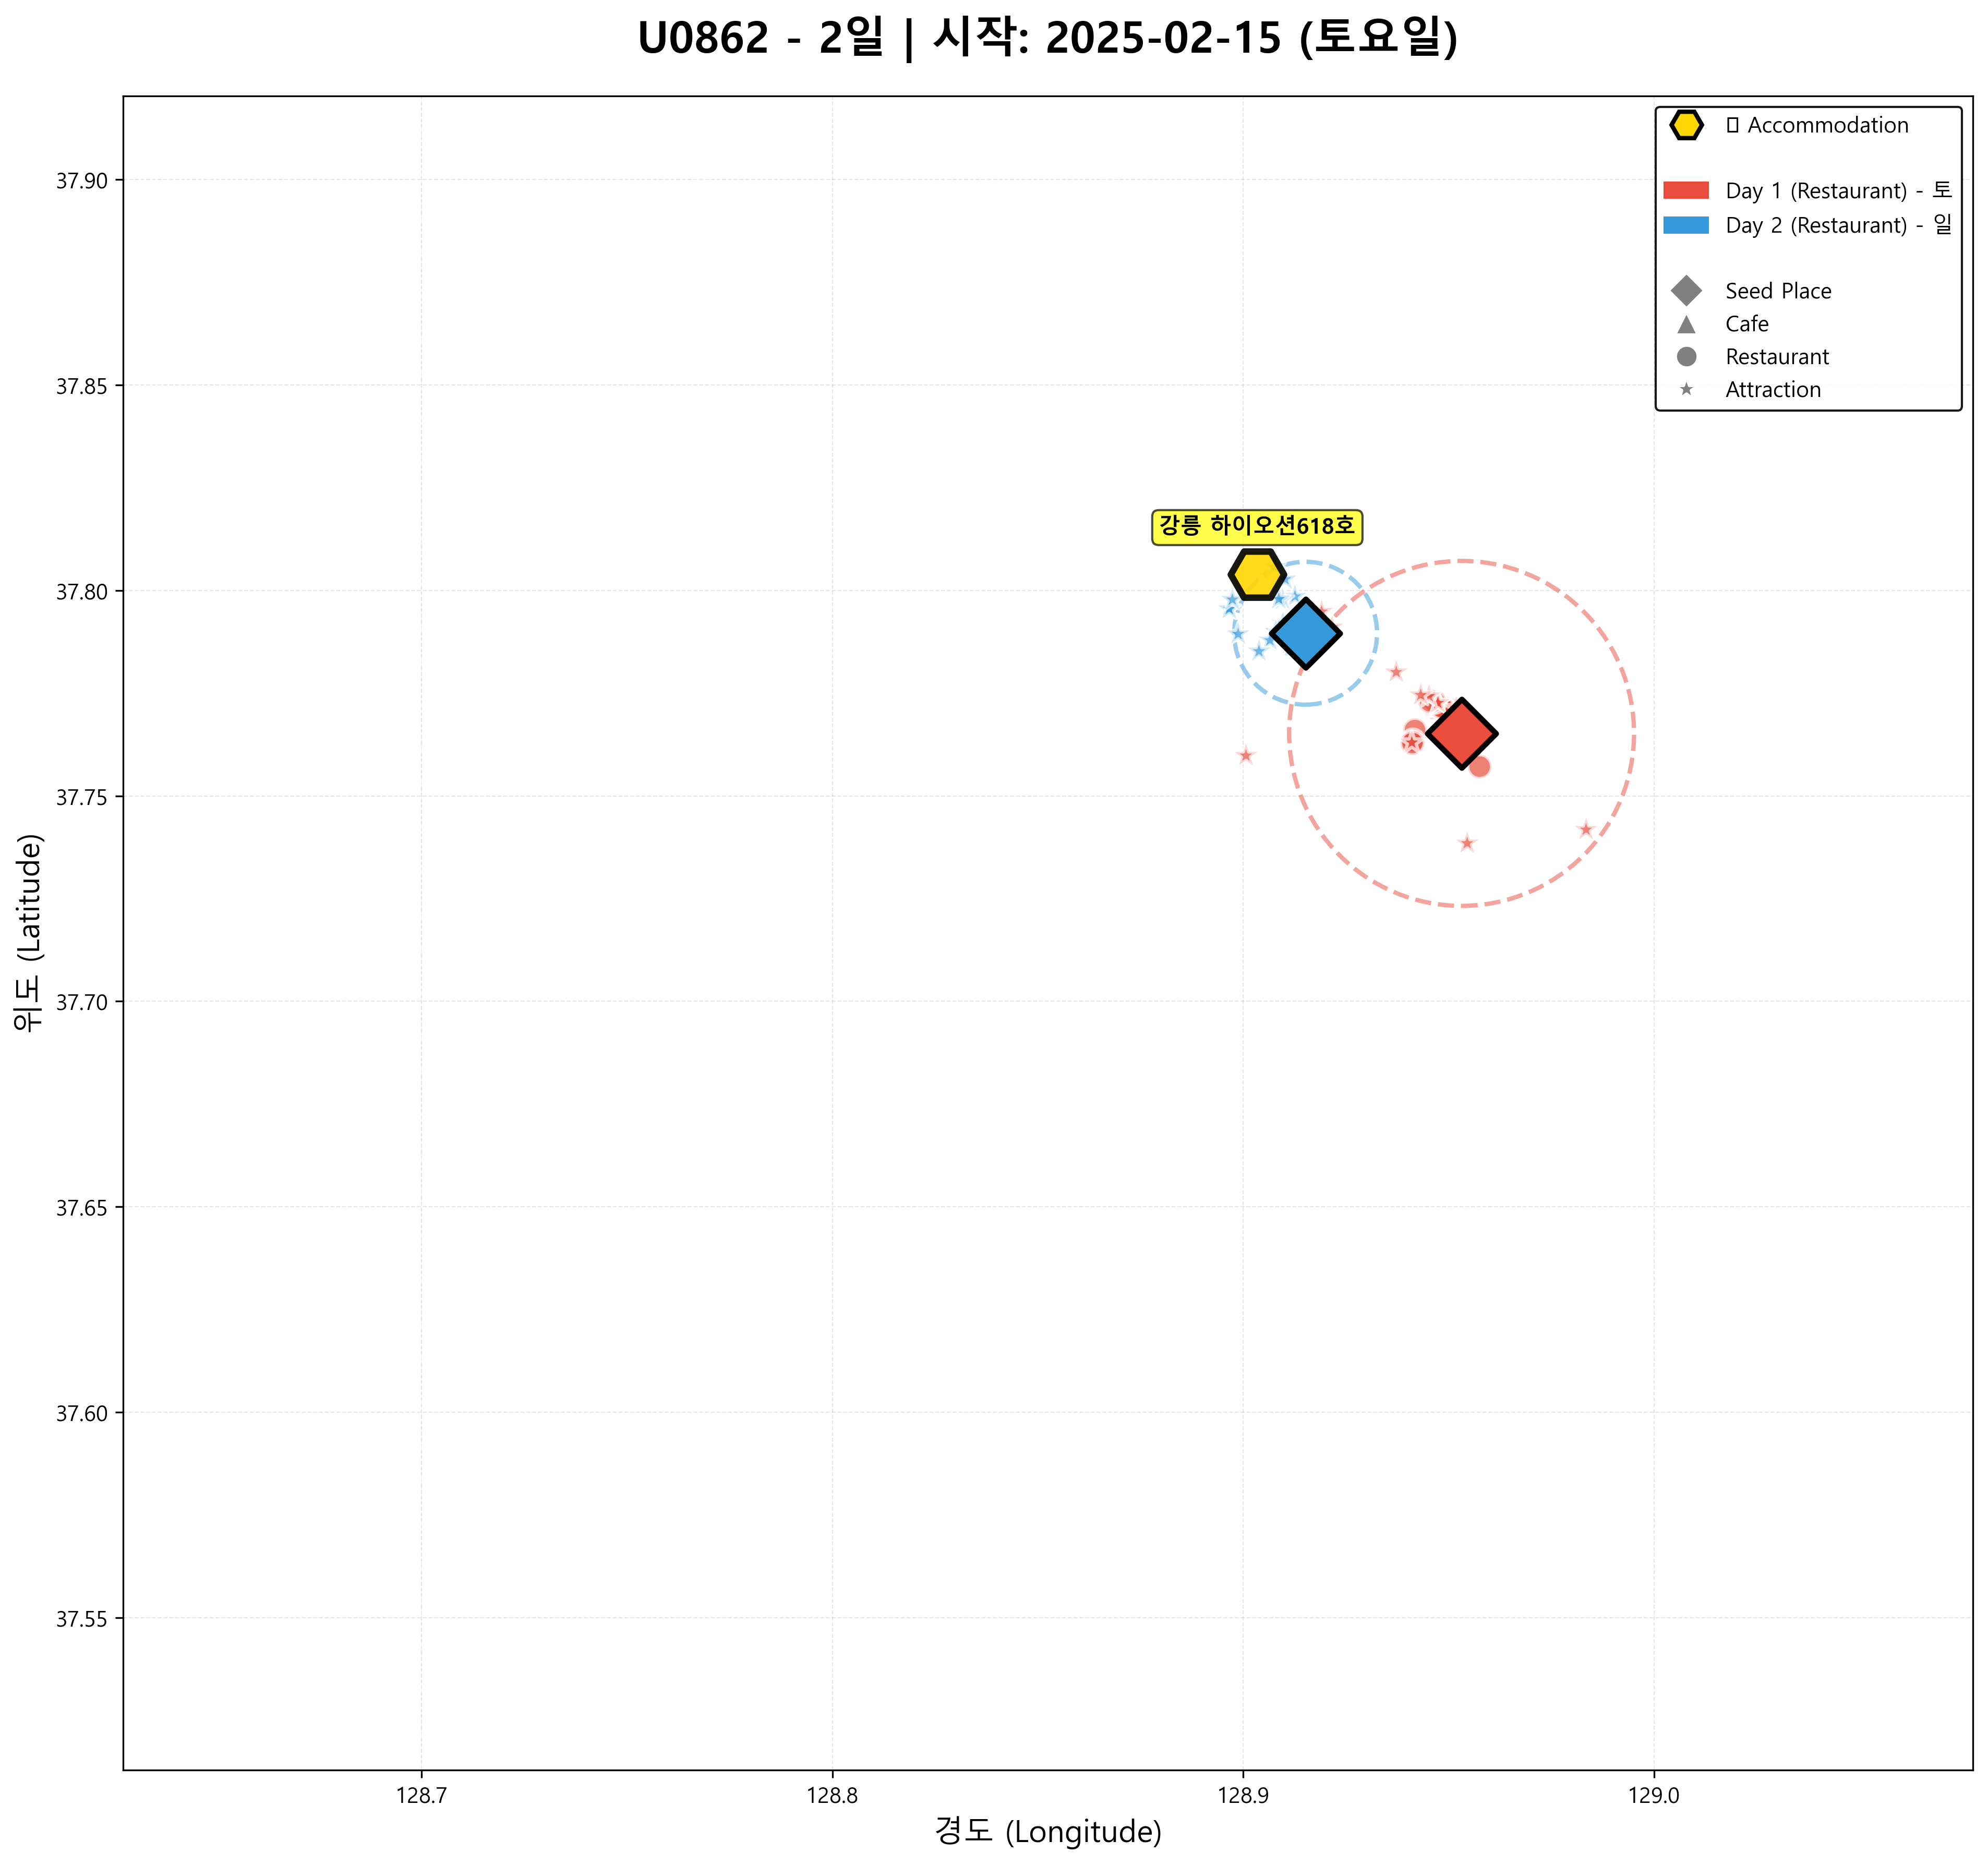 U0862 - 2일 | 시작: 2025-02-15 (토요일)
Accommodation
Day 1 (Restaurant) - 토
Day 2 (Restaurant) - 일
Seed Place
Cafe
Restaurant
Attraction
강릉 하이오션618호
37.90
37.85
37.80
37.75
37.70
37.65
37.60
37.55
위도 (Latitude)
128.7
128.8
128.9
129.0
경도 (Longitude)